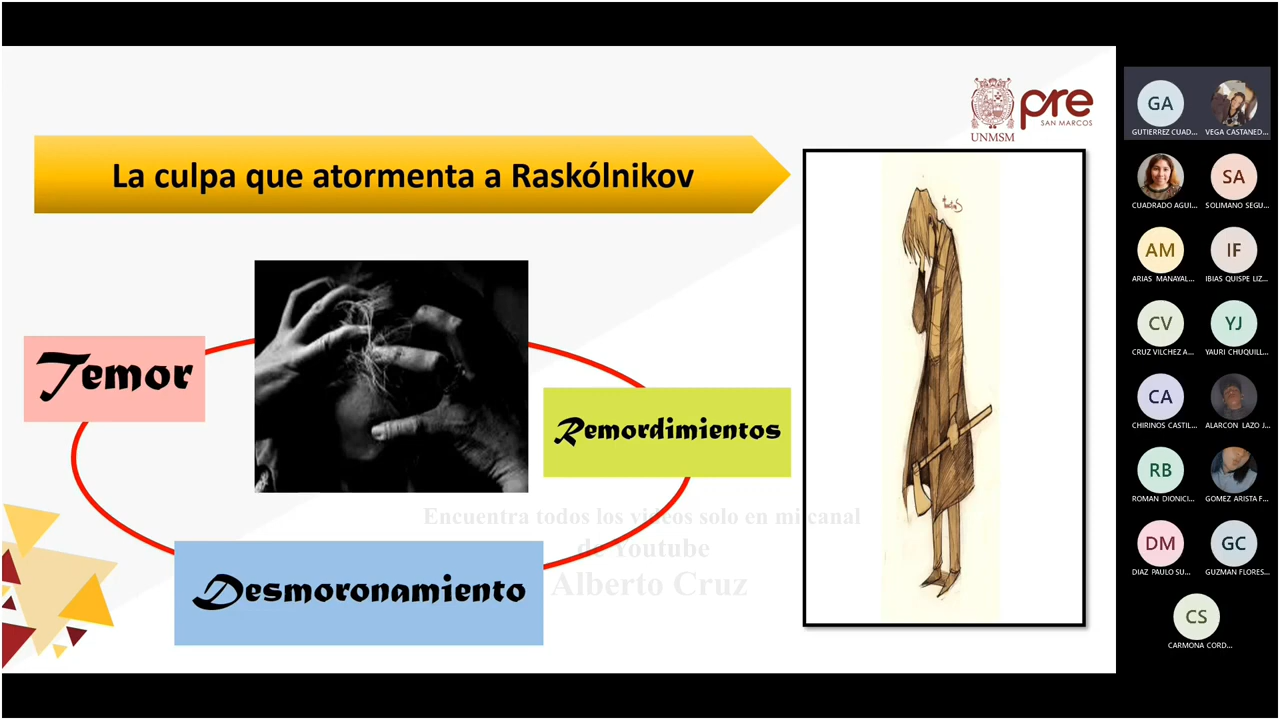 UNMSM
pre
SAN MARCOS
La culpa que atormenta a Raskólnikov
Temor
Remordimientos
Desmoronamiento
Encuentra todos los videos solo en mi canal
de Youtube
Alberto Cruz
GA
GUTIERREZ CUAD...
VEGA CASTANED...
CUADRADO AGUI...
SA
SOLIMANO SEGU...
AM
ARIAS MANAYAL...
IF
IBIAS QUISPE LIZ...
CV
CRUZ VILCHEZ A...
YJ
YAURI CHUQUILL...
CA
CHIRINOS CASTIL...
ALARCON LAZO J...
RB
ROMAN DIONICI...
GOMEZ ARISTA F...
DM
DIAZ PAULO SU...
GC
GUZMAN FLORES...
CS
CARMONA CORD...